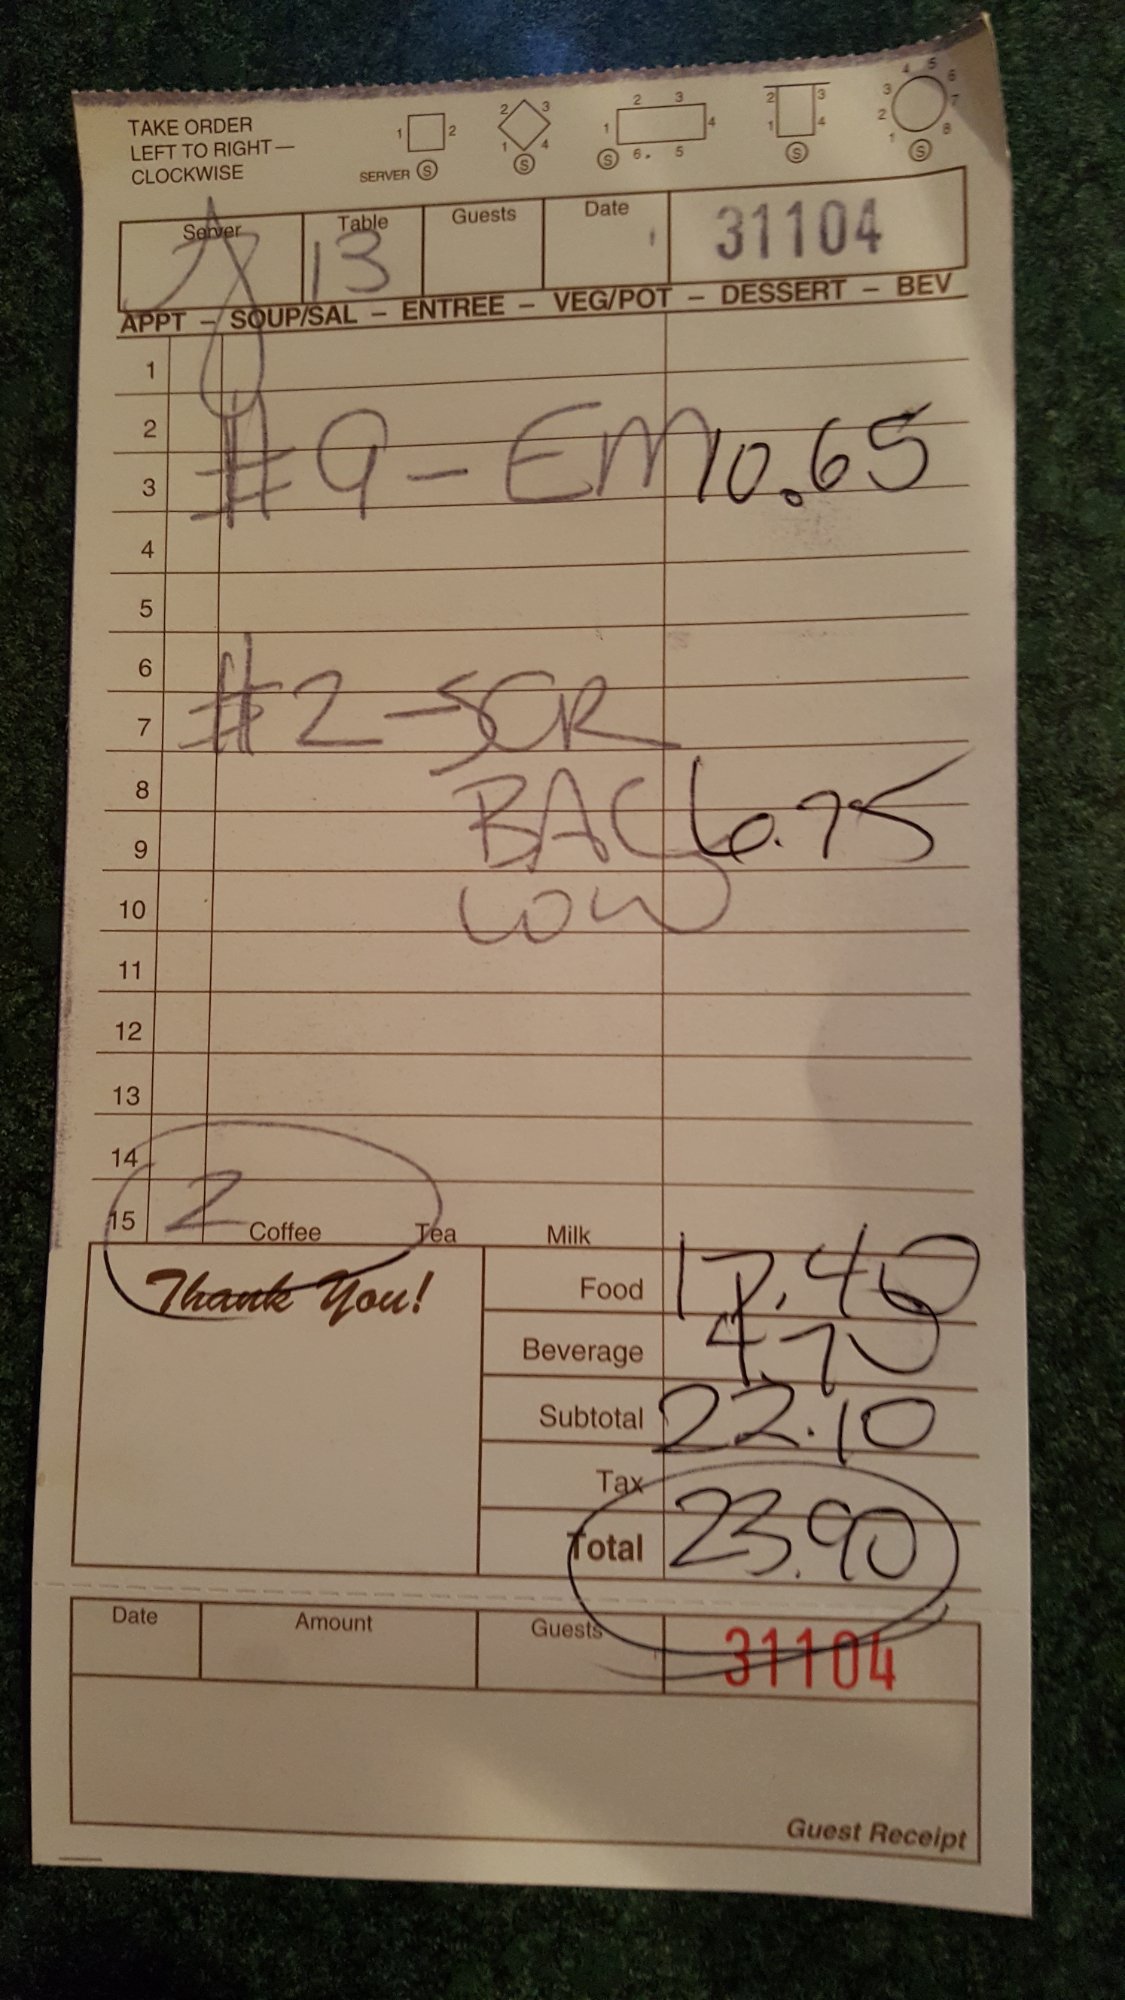 TAKE ORDER
LEFT TO RIGHT—
CLOCKWISE
SERVER S
1 2
1 2 3 4 S
1 2 3 4 5 6. S
1 2 3 4 S
1 2 3 4 5 6 7 8 S
Server Table Guests Date 31104
13
APPT – SOUP/SAL – ENTREE – VEG/POT – DESSERT – BEV
1
2
#9 - EM 10.65
3
4
5
6
#2 - SCR
7
8
BAC 6.75
9
10 LOW
11
12
13
14
15 2 Coffee Tea Milk
Thank You!
Food 17.40
Beverage 4.70
Subtotal 22.10
Tax
Total 23.90
Date Amount Guests 31104
Guest Receipt